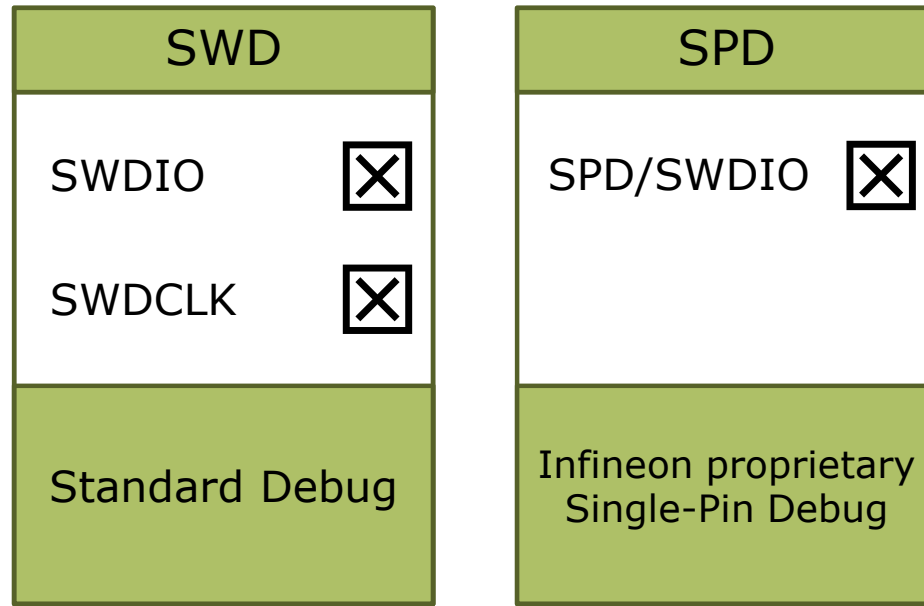 SWD
SWDIO
SWDCLK
Standard Debug
SPD
SPD/SWDIO
Infineon proprietary
Single-Pin Debug